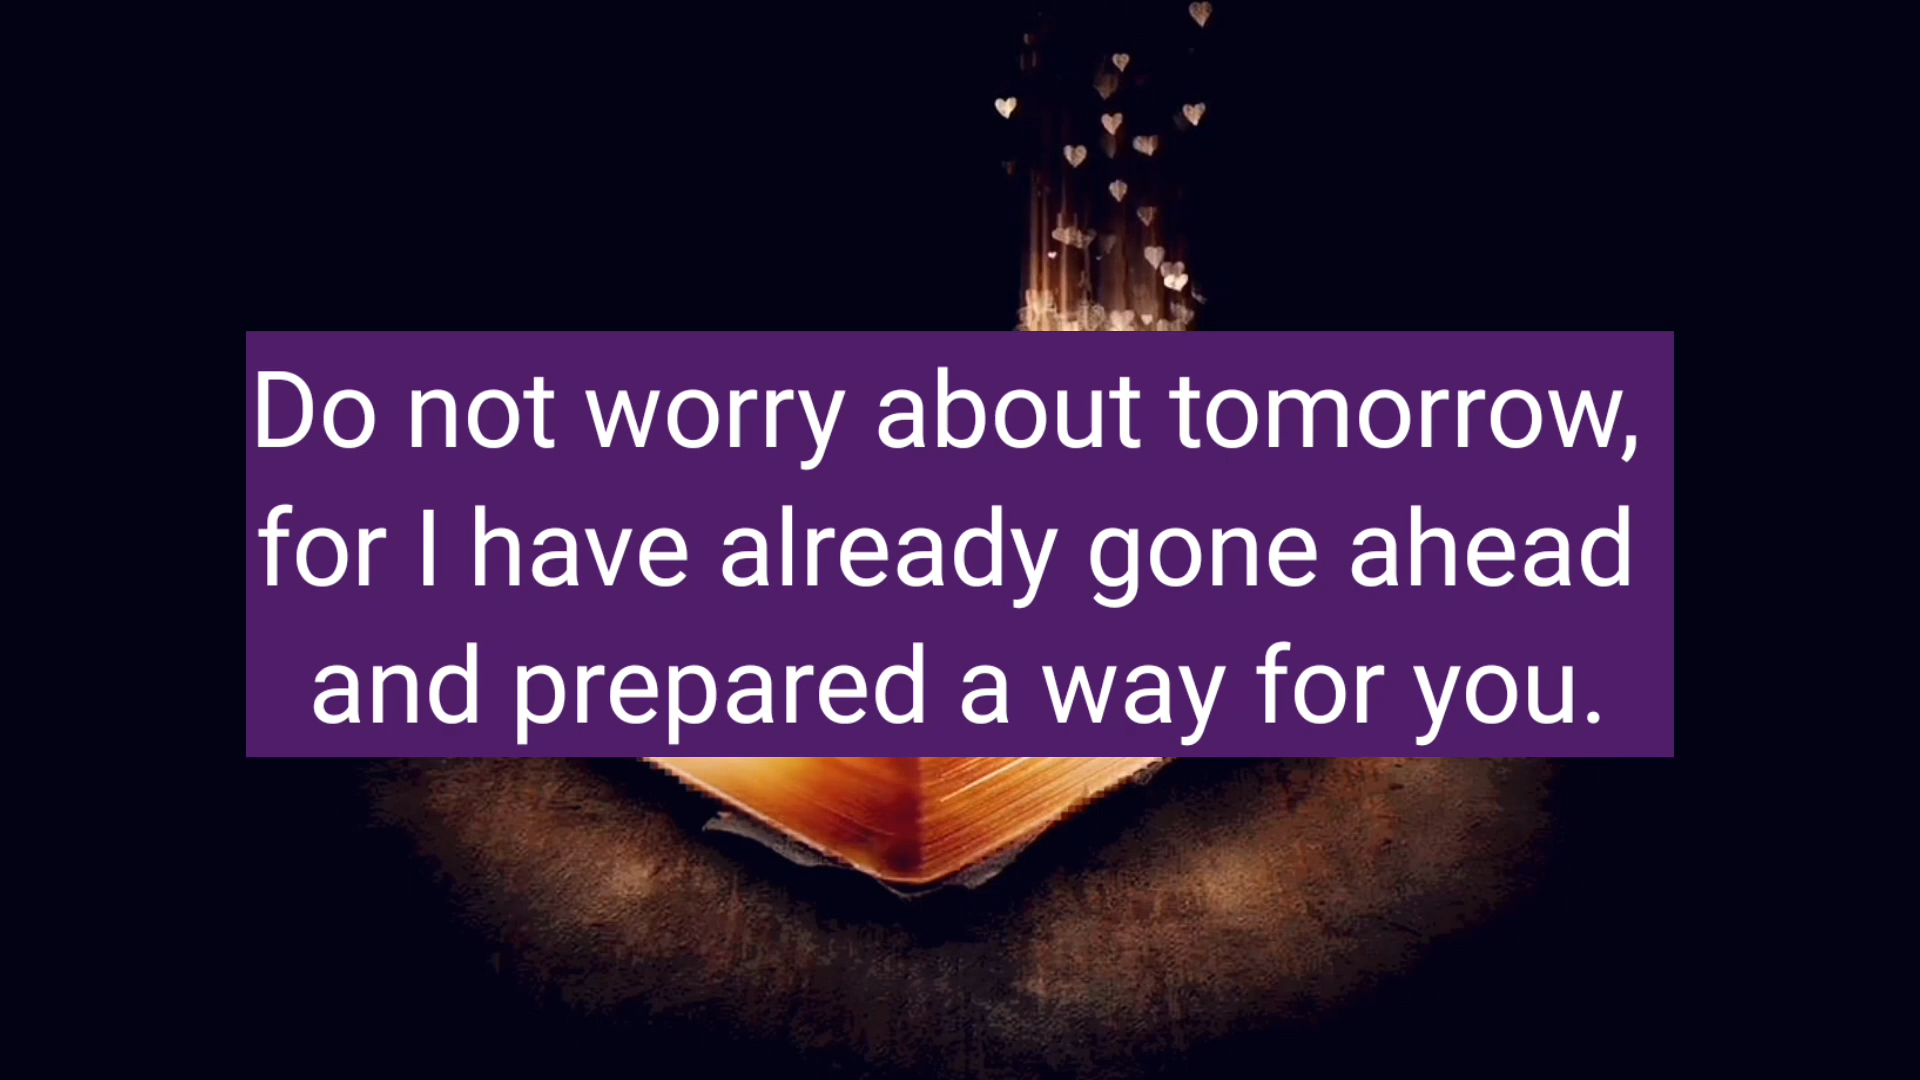 Do not worry about tomorrow,
for I have already gone ahead
and prepared a way for you.